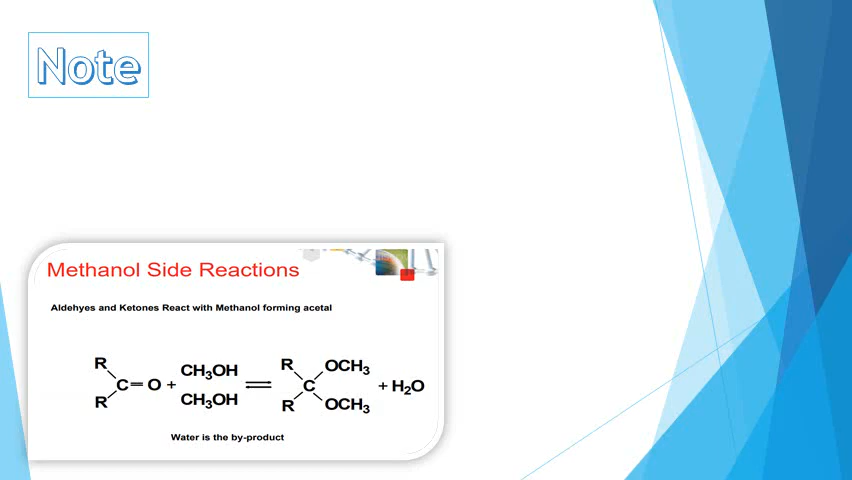 Note
Methanol Side Reactions
Aldehyes and Ketones React with Methanol forming acetal
R
R
C
O
+
CH₃OH
CH₃OH
R
R
C
OCH₃
OCH₃
+ H₂O
Water is the by-product